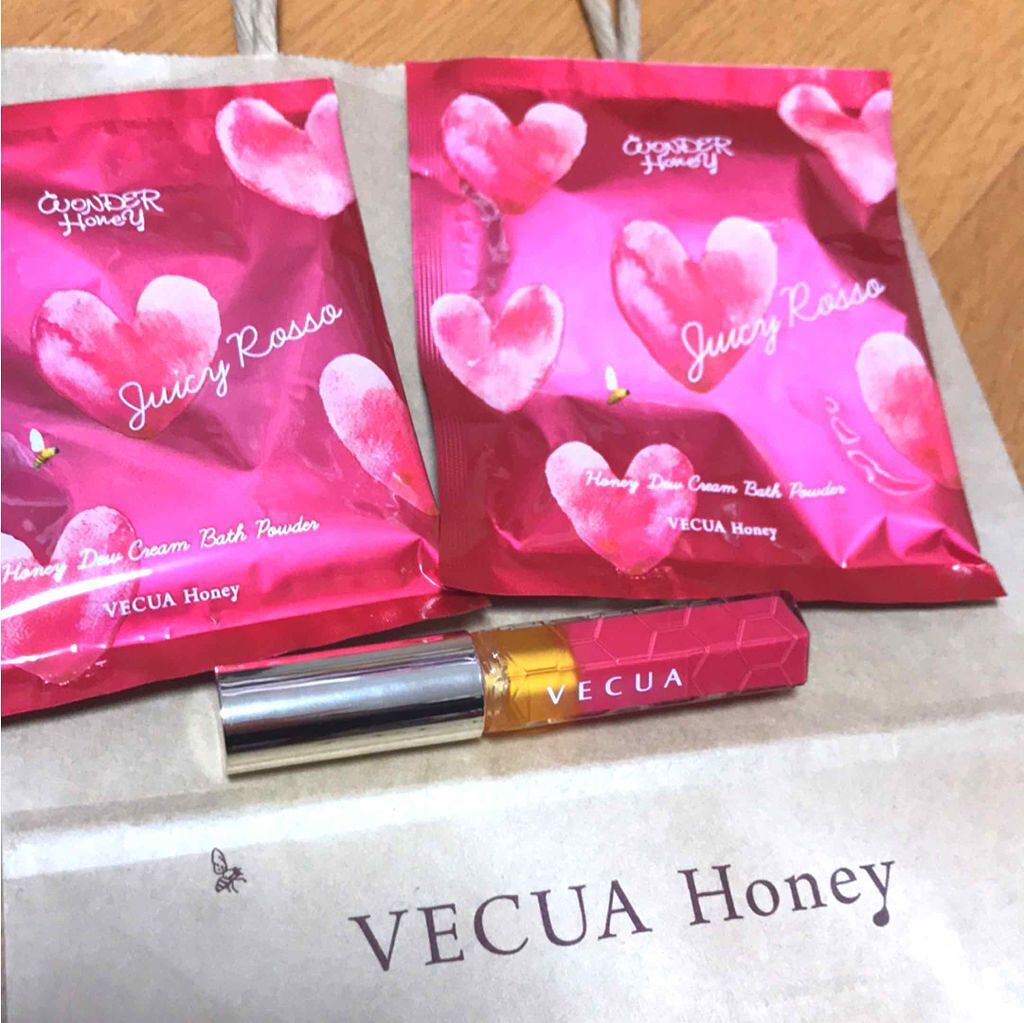 WONDER
Honey
Juicy Rosso
Honey Dew Cream Bath Powder
VECUA Honey
WONDER
Honey
Juicy Rosso
Honey Dew Cream Bath Powder
VECUA Honey
VECUA
VECUA Honey